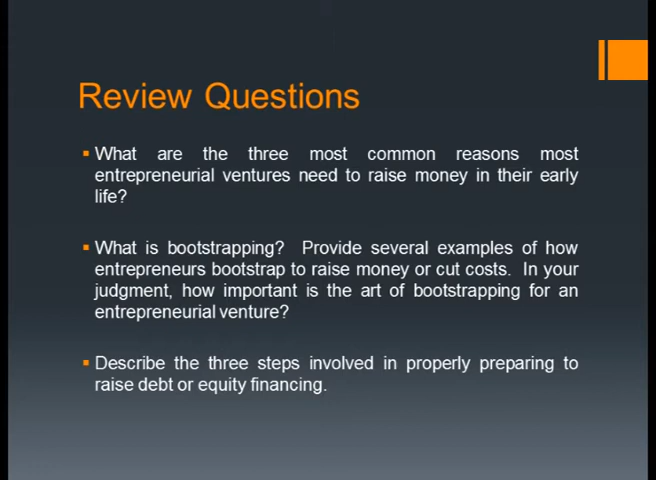 Review Questions
What are the three most common reasons most
entrepreneurial ventures need to raise money in their early
life?
What is bootstrapping? Provide several examples of how
entrepreneurs bootstrap to raise money or cut costs. In your
judgment, how important is the art of bootstrapping for an
entrepreneurial venture?
Describe the three steps involved in properly preparing to
raise debt or equity financing.